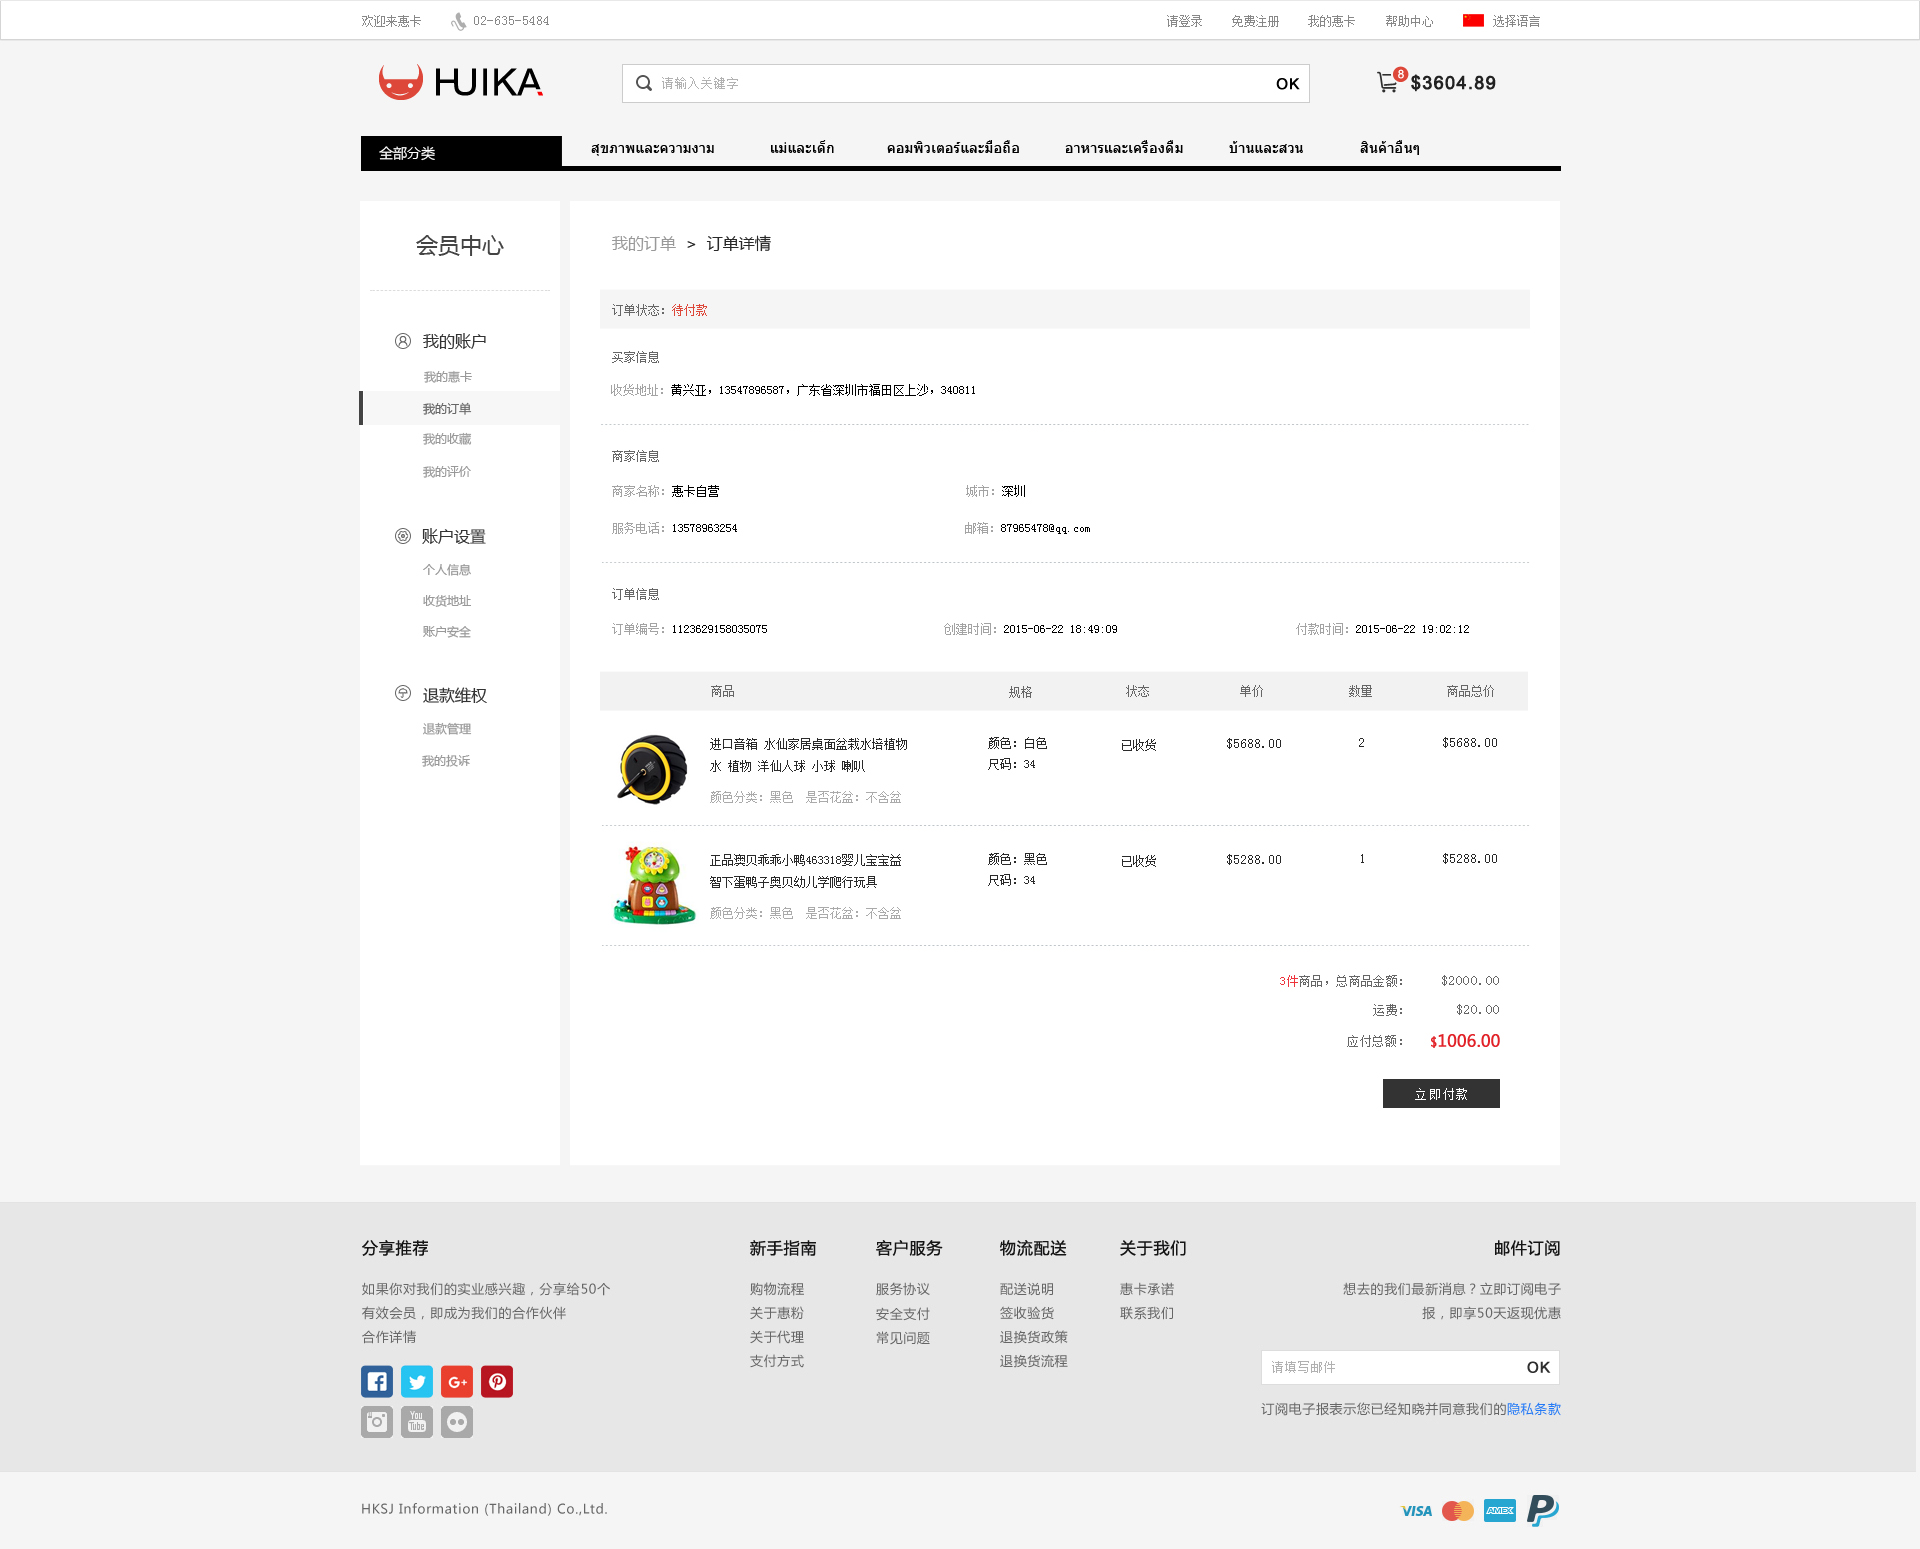 欢迎来惠卡
02-635-5484
请登录
免费注册
我的惠卡
帮助中心
选择语言
HUIKA
请输入关键字
OK
8
$3604.89
全部分类
สุขภาพและความงาม
แม่และเด็ก
คอมพิวเตอร์และมือถือ
อาหารและเครื่องดื่ม
บ้านและสวน
สินค้าอื่นๆ
会员中心
我的账户
我的惠卡
我的订单
我的收藏
我的评价
账户设置
个人信息
收货地址
账户安全
退款维权
退款管理
我的投诉
我的订单 > 订单详情
订单状态：待付款
买家信息
收货地址：黄兴亚，13547896587，广东省深圳市福田区上沙，340811
商家信息
商家名称：惠卡自营
城市：深圳
服务电话：13578963254
邮箱：87965478@qq.com
订单信息
订单编号：1123629158035075
创建时间：2015-06-22 18:49:09
付款时间：2015-06-22 19:02:12
商品
规格
状态
单价
数量
商品总价
进口音箱 水仙家居桌面盆栽水培植物
水 植物 洋仙人球 小球 喇叭
颜色分类：黑色 是否花盆：不含盆
颜色：白色
尺码：34
已收货
$5688.00
2
$5688.00
正品澳贝乖乖小鸭463318婴儿宝宝益
智下蛋鸭子奥贝幼儿学爬行玩具
颜色分类：黑色 是否花盆：不含盆
颜色：黑色
尺码：34
已收货
$5288.00
1
$5288.00
3件商品，总商品金额： $2000.00
运费： $20.00
应付总额： $1006.00
立即付款
分享推荐
如果你对我们的实业感兴趣，分享给50个
有效会员，即成为我们的合作伙伴
合作详情
新手指南
购物流程
关于惠粉
关于代理
支付方式
客户服务
服务协议
安全支付
常见问题
物流配送
配送说明
签收验货
退换货政策
退换货流程
关于我们
惠卡承诺
联系我们
邮件订阅
想去的我们最新消息？立即订阅电子
报，即享50天返现优惠
请填写邮件
OK
订阅电子报表示您已经知晓并同意我们的隐私条款
G+
You
Tube
HKSJ Information (Thailand) Co.,Ltd.
VISA
AMEX